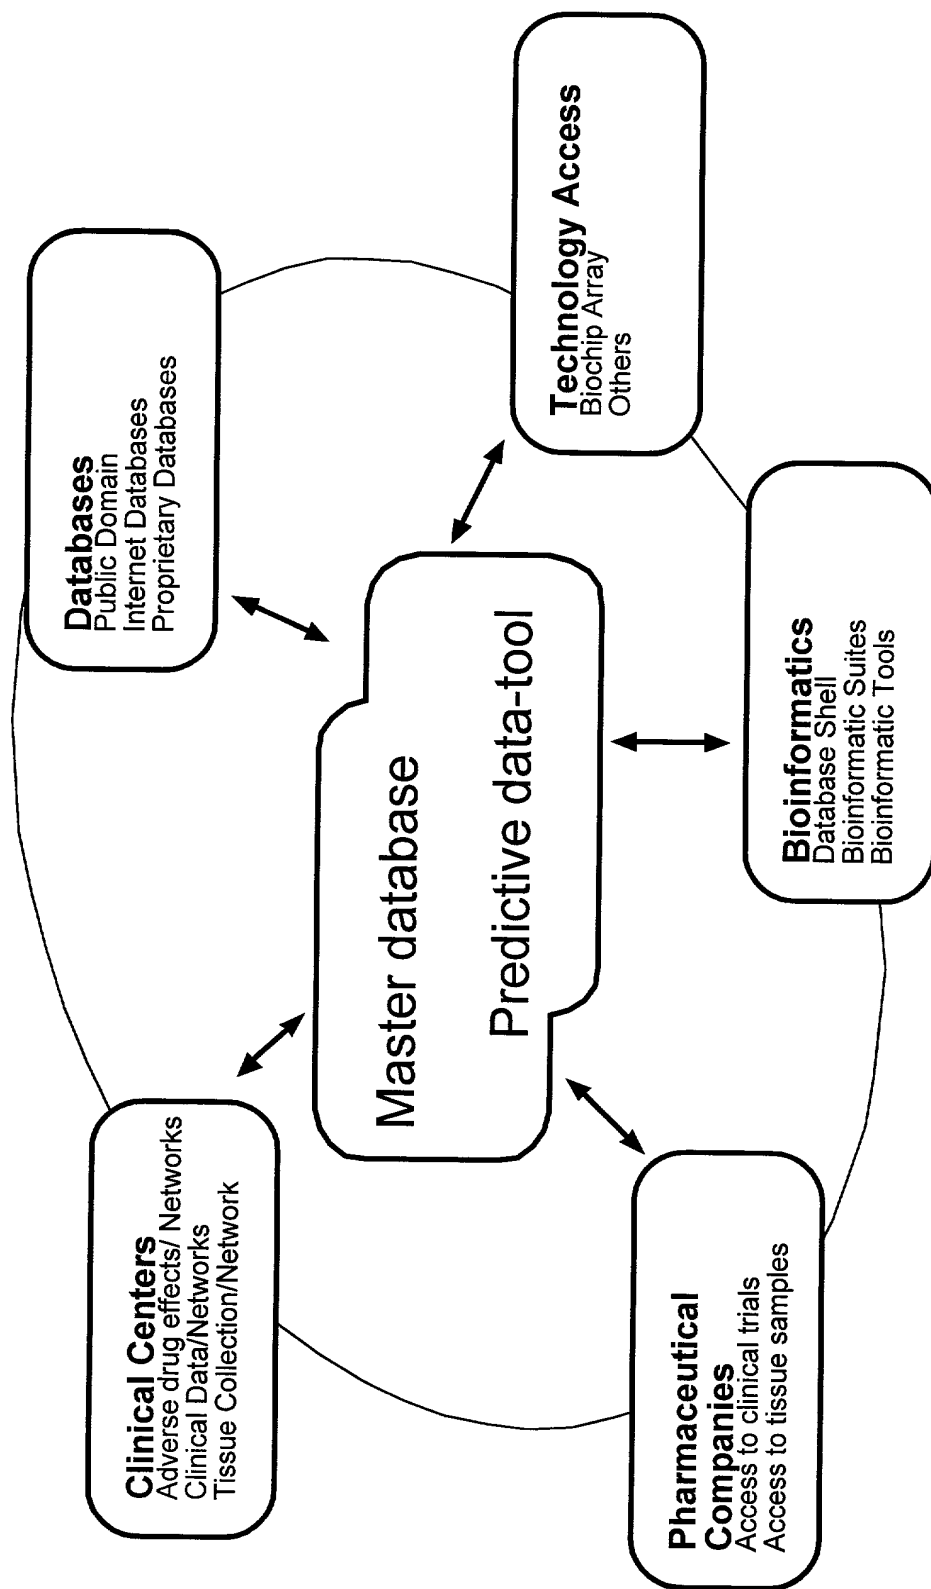 Clinical Centers
Adverse drug effects/ Networks
Clinical Data/Networks
Tissue Collection/Network
Databases
Public Domain
Internet Databases
Proprietary Databases
Master database
Predictive data-tool
Technology Access
Biochip Array
Others
Pharmaceutical
Companies
Access to clinical trials
Access to tissue samples
Bioinformatics
Database Shell
Bioinformatic Suites
Bioinformatic Tools